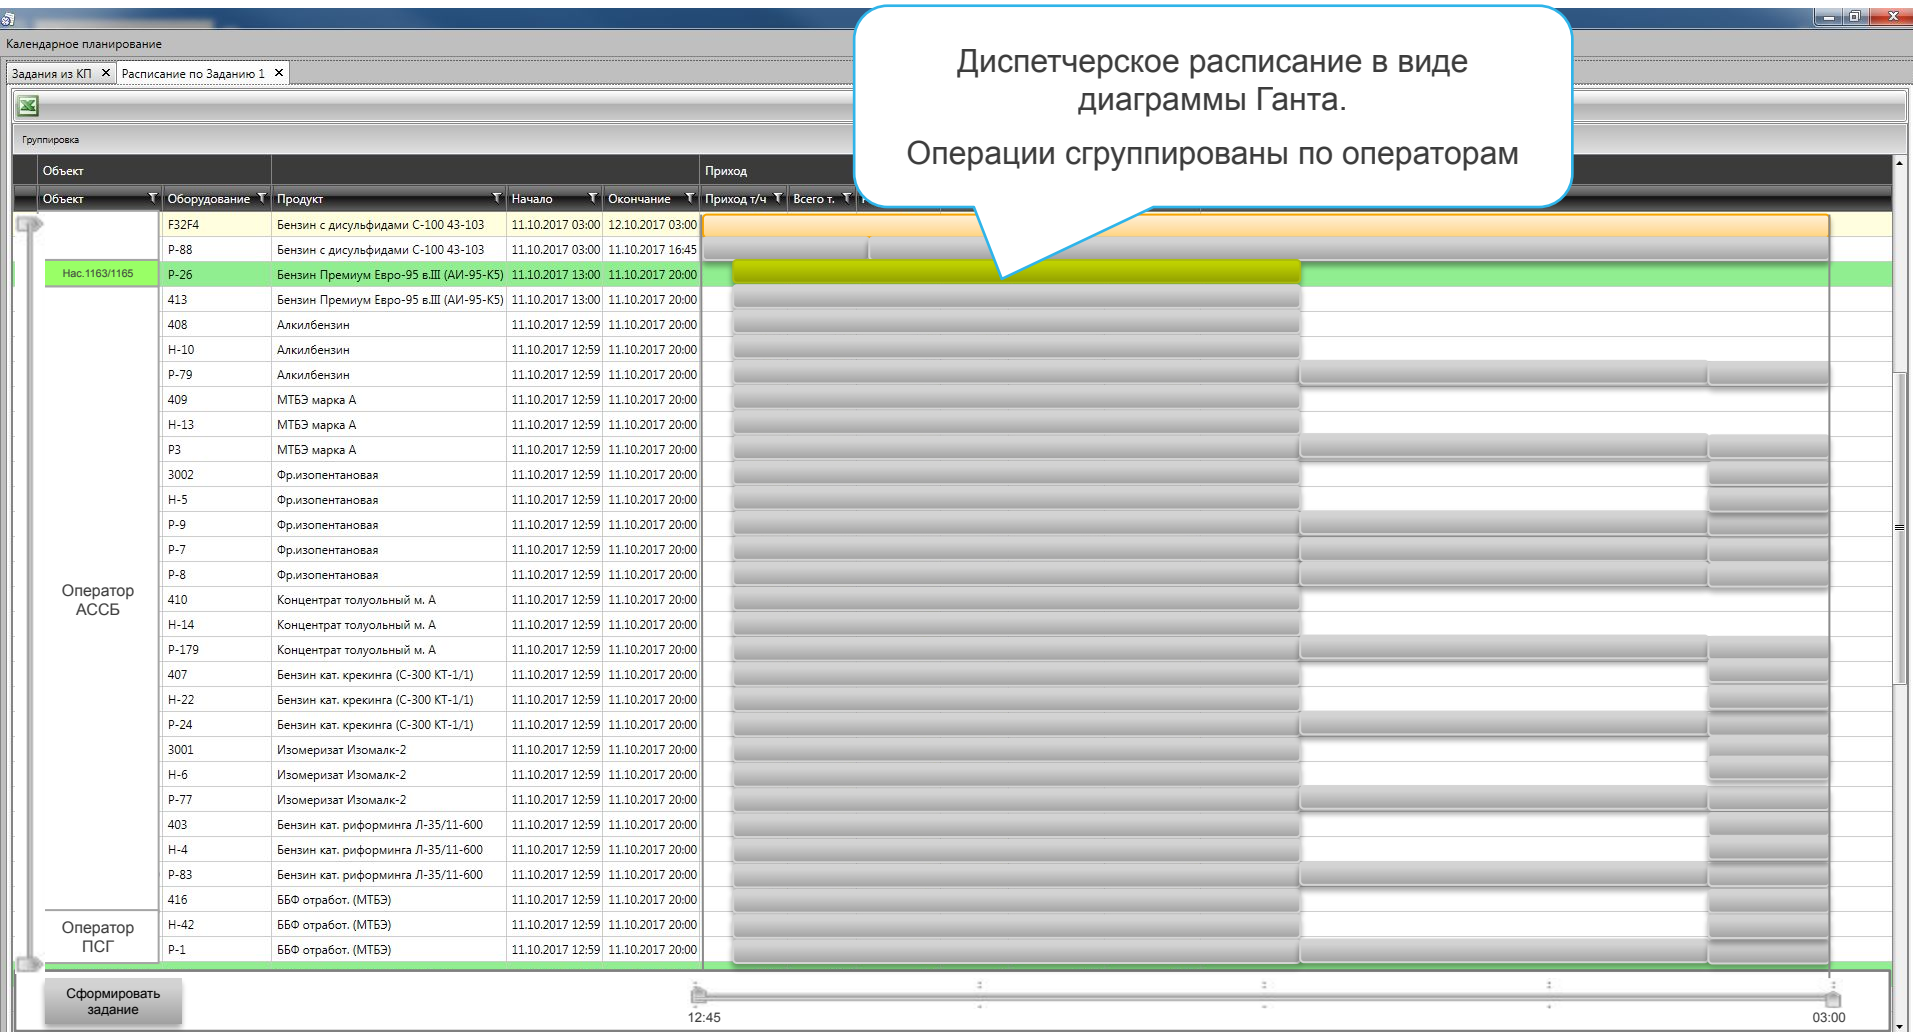 Календарное планирование
Диспетчерское расписание в виде
диаграммы Ганта.
Операции сгруппированы по операторам
Задания из КП ✕ Расписание по Заданию 1 ✕
Группировка
Объект Приход
Объект Оборудование Продукт Начало Окончание Приход т/ч Всего т.
F32F4 Бензин с дисульфидами С-100 43-103 11.10.2017 03:00 12.10.2017 03:00
Р-88 Бензин с дисульфидами С-100 43-103 11.10.2017 03:00 11.10.2017 16:45
Нас.1163/1165 Р-26 Бензин Премиум Евро-95 в.III (АИ-95-К5) 11.10.2017 13:00 11.10.2017 20:00
413 Бензин Премиум Евро-95 в.III (АИ-95-К5) 11.10.2017 13:00 11.10.2017 20:00
408 Алкилбензин 11.10.2017 12:59 11.10.2017 20:00
Н-10 Алкилбензин 11.10.2017 12:59 11.10.2017 20:00
Р-79 Алкилбензин 11.10.2017 12:59 11.10.2017 20:00
409 МТБЭ марка А 11.10.2017 12:59 11.10.2017 20:00
Н-13 МТБЭ марка А 11.10.2017 12:59 11.10.2017 20:00
Р3 МТБЭ марка А 11.10.2017 12:59 11.10.2017 20:00
3002 Фр.изопентановая 11.10.2017 12:59 11.10.2017 20:00
Н-5 Фр.изопентановая 11.10.2017 12:59 11.10.2017 20:00
Р-9 Фр.изопентановая 11.10.2017 12:59 11.10.2017 20:00
Р-7 Фр.изопентановая 11.10.2017 12:59 11.10.2017 20:00
Р-8 Фр.изопентановая 11.10.2017 12:59 11.10.2017 20:00
Оператор
АССБ
410 Концентрат толуольный м. А 11.10.2017 12:59 11.10.2017 20:00
Н-14 Концентрат толуольный м. А 11.10.2017 12:59 11.10.2017 20:00
Р-179 Концентрат толуольный м. А 11.10.2017 12:59 11.10.2017 20:00
407 Бензин кат. крекинга (С-300 КТ-1/1) 11.10.2017 12:59 11.10.2017 20:00
Н-22 Бензин кат. крекинга (С-300 КТ-1/1) 11.10.2017 12:59 11.10.2017 20:00
Р-24 Бензин кат. крекинга (С-300 КТ-1/1) 11.10.2017 12:59 11.10.2017 20:00
3001 Изомеризат Изомалк-2 11.10.2017 12:59 11.10.2017 20:00
Н-6 Изомеризат Изомалк-2 11.10.2017 12:59 11.10.2017 20:00
Р-77 Изомеризат Изомалк-2 11.10.2017 12:59 11.10.2017 20:00
403 Бензин кат. риформинга Л-35/11-600 11.10.2017 12:59 11.10.2017 20:00
Н-4 Бензин кат. риформинга Л-35/11-600 11.10.2017 12:59 11.10.2017 20:00
Р-83 Бензин кат. риформинга Л-35/11-600 11.10.2017 12:59 11.10.2017 20:00
416 ББФ отработ. (МТБЭ) 11.10.2017 12:59 11.10.2017 20:00
Оператор
ПСГ
Н-42 ББФ отработ. (МТБЭ) 11.10.2017 12:59 11.10.2017 20:00
Р-1 ББФ отработ. (МТБЭ) 11.10.2017 12:59 11.10.2017 20:00
Сформировать
задание
12:45 03:00